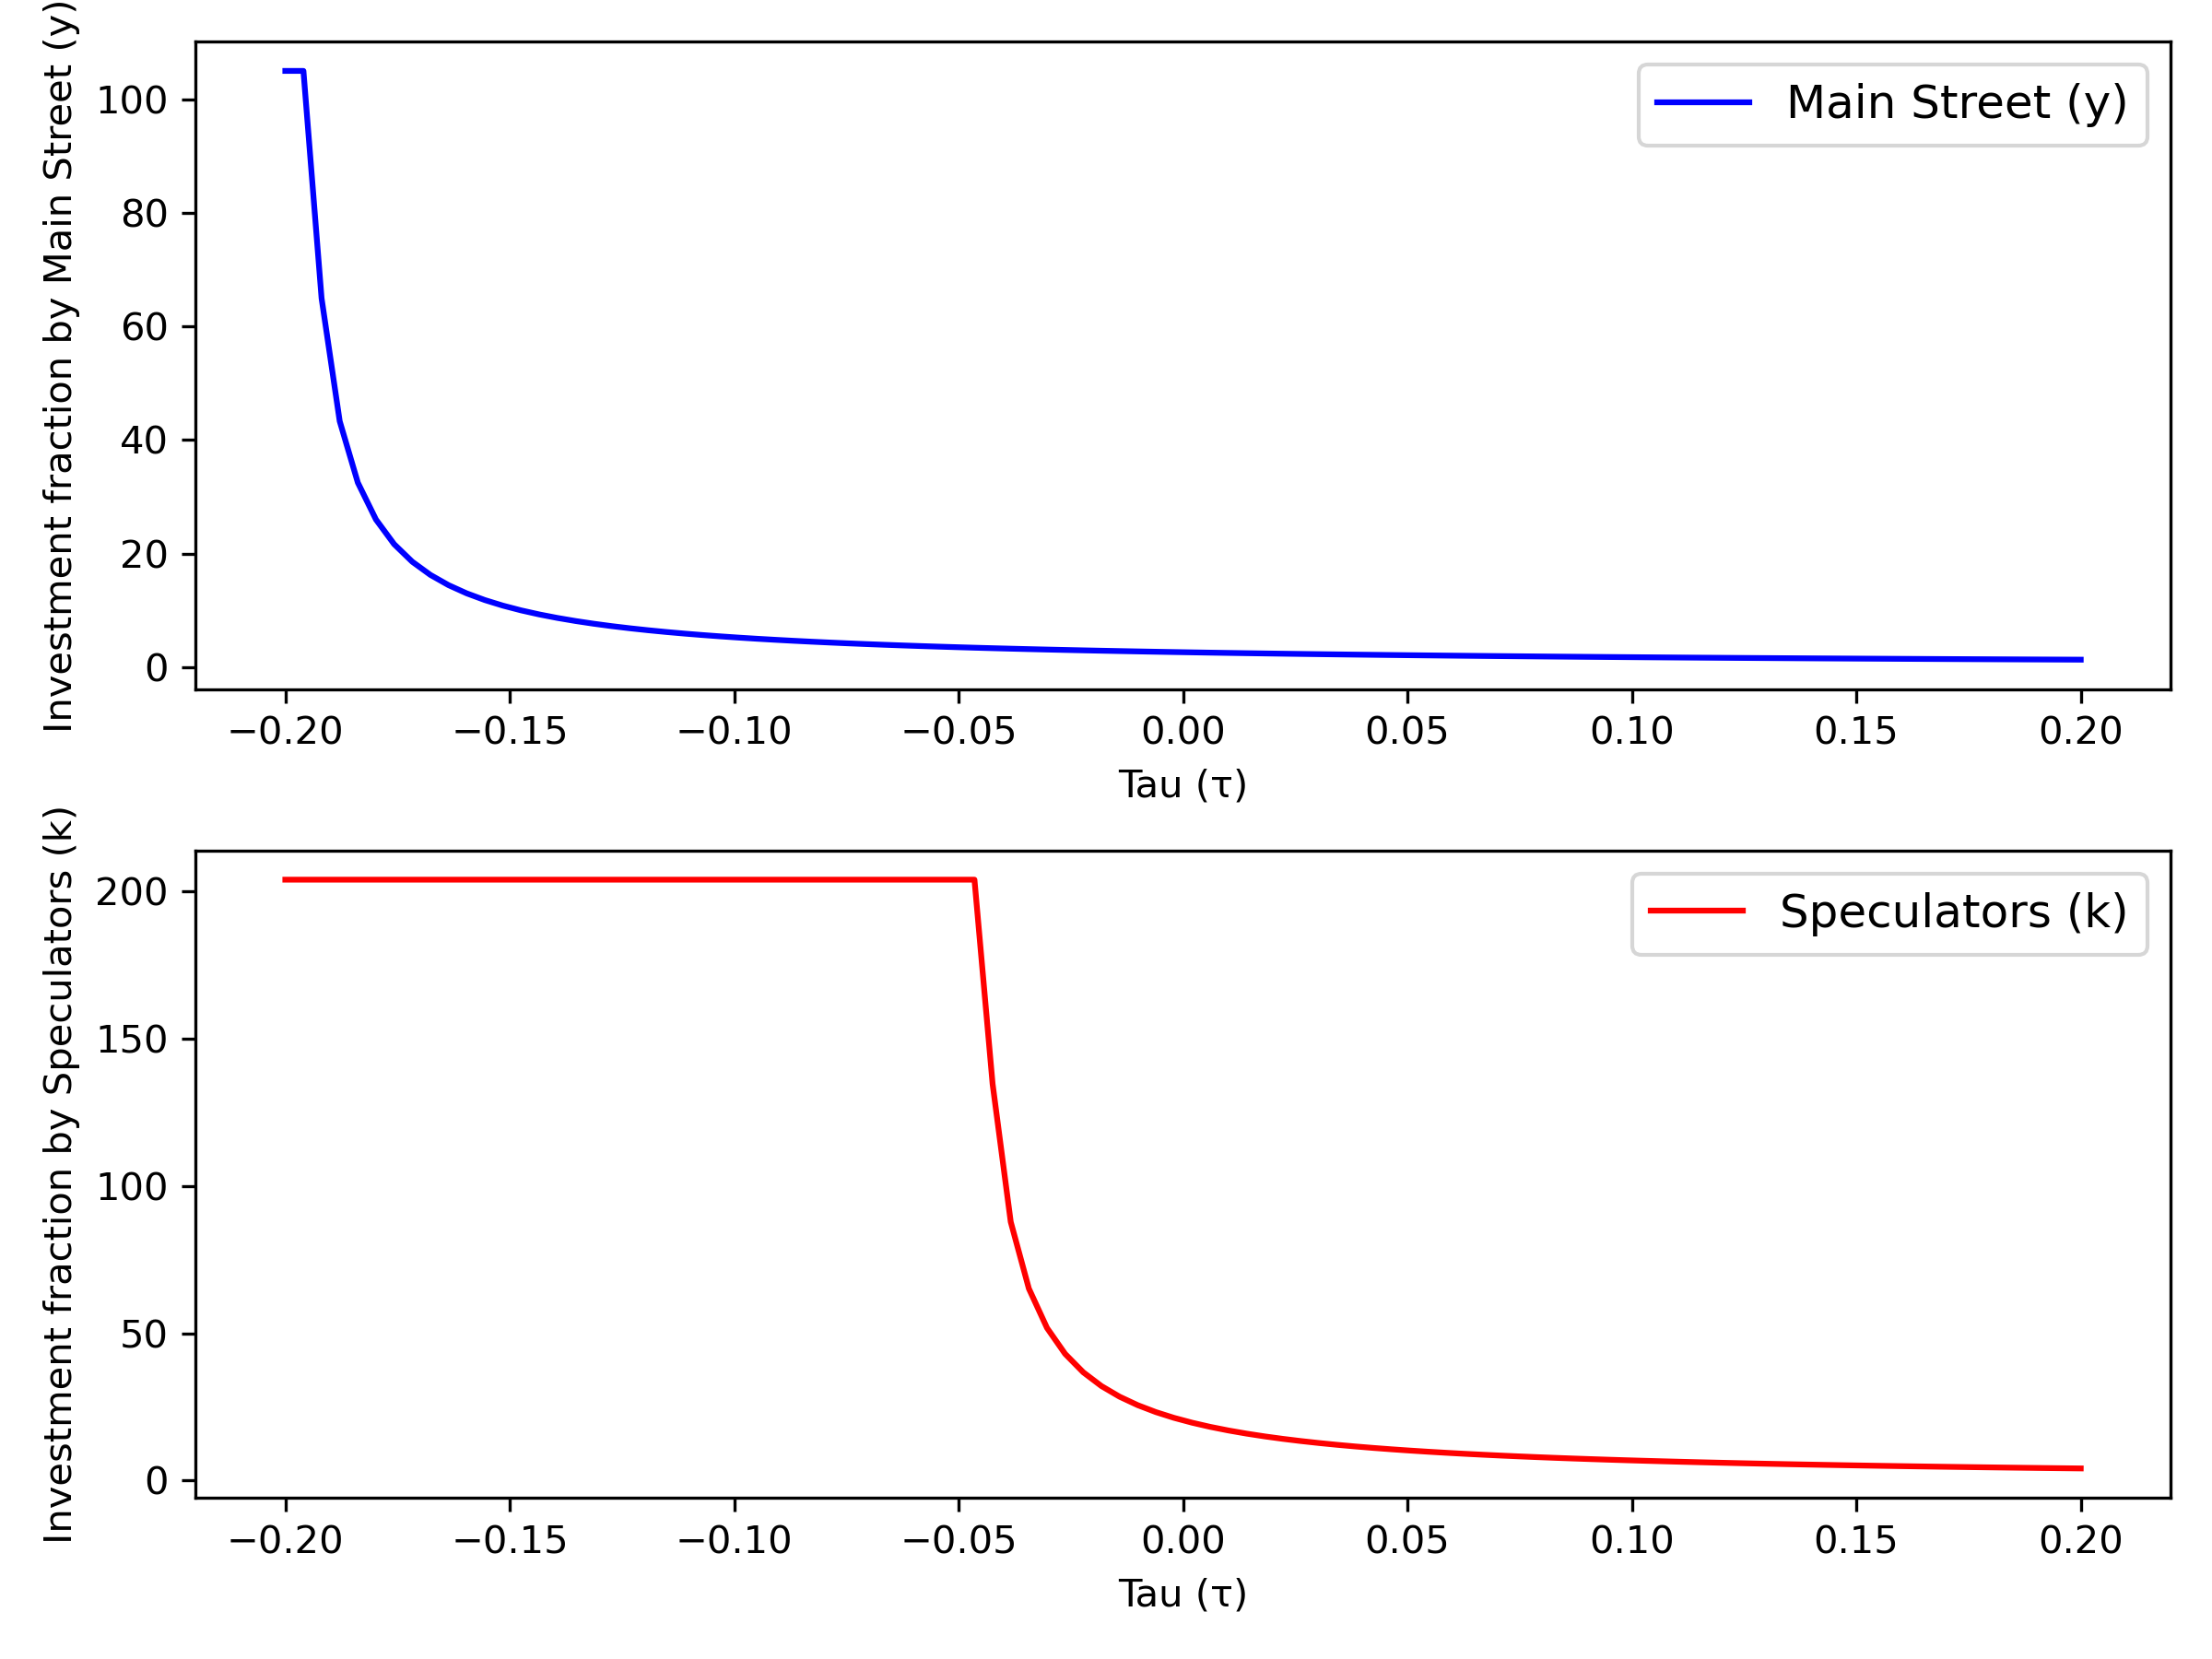 Investment fraction by Main Street (y)
100
80
60
40
20
0
Main Street (y)
−0.20 −0.15 −0.10 −0.05 0.00 0.05 0.10 0.15 0.20
Tau (τ)
Investment fraction by Speculators (k)
200
150
100
50
0
Speculators (k)
−0.20 −0.15 −0.10 −0.05 0.00 0.05 0.10 0.15 0.20
Tau (τ)